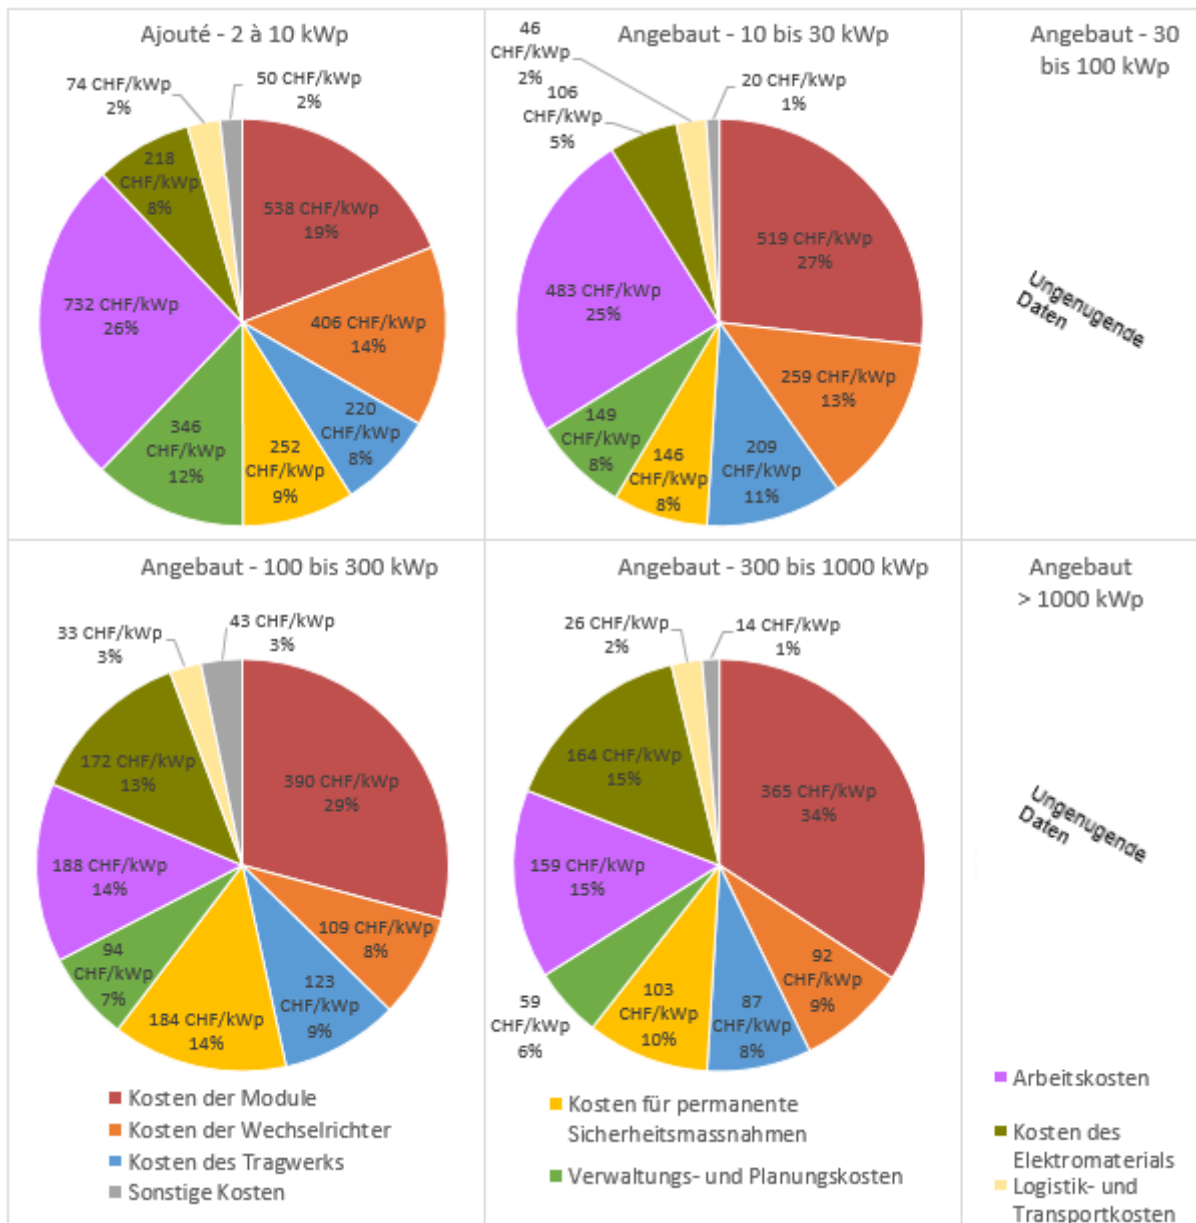 Ajouté - 2 à 10 kWp
74 CHF/kWp
2%
50 CHF/kWp
2%
218
CHF/kWp
8%
538 CHF/kWp
19%
732 CHF/kWp
26%
406 CHF/kWp
14%
346
CHF/kWp
12%
252
CHF/kWp
9%
220
CHF/kWp
8%
Angebaut - 10 bis 30 kWp
46
CHF/kWp
2%
106
CHF/kWp
5%
20 CHF/kWp
1%
519 CHF/kWp
27%
483 CHF/kWp
25%
259 CHF/kWp
13%
149
CHF/kWp
8%
146
CHF/kWp
8%
209
CHF/kWp
11%
Angebaut - 30
bis 100 kWp
Ungenugende
Daten
Angebaut - 100 bis 300 kWp
33 CHF/kWp
3%
43 CHF/kWp
3%
172 CHF/kWp
13%
390 CHF/kWp
29%
188 CHF/kWp
14%
109 CHF/kWp
8%
94
CHF/kWp
7%
184 CHF/kWp
14%
123
CHF/kWp
9%
Angebaut - 300 bis 1000 kWp
26 CHF/kWp
2%
14 CHF/kWp
1%
164 CHF/kWp
15%
365 CHF/kWp
34%
159 CHF/kWp
15%
92
CHF/kWp
9%
59
CHF/kWp
6%
103
CHF/kWp
10%
87
CHF/kWp
8%
Angebaut
> 1000 kWp
Ungenugende
Daten
Kosten der Module
Kosten der Wechselrichter
Kosten des Tragwerks
Sonstige Kosten
Kosten für permanente
Sicherheitsmassnahmen
Verwaltungs- und Planungskosten
Arbeitskosten
Kosten des
Elektromaterials
Logistik- und
Transportkosten